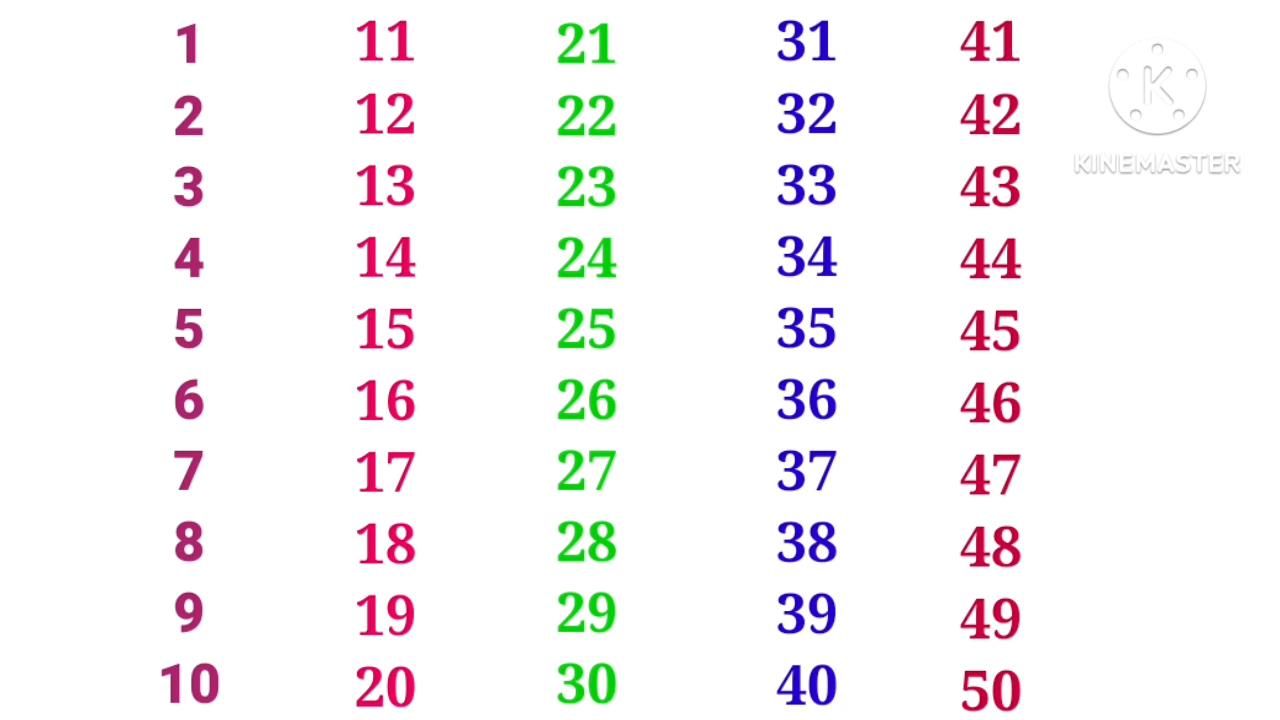 1 11 21 31 41
2 12 22 32 42
3 13 23 33 43
4 14 24 34 44
5 15 25 35 45
6 16 26 36 46
7 17 27 37 47
8 18 28 38 48
9 19 29 39 49
10 20 30 40 50
K
KINEMASTER